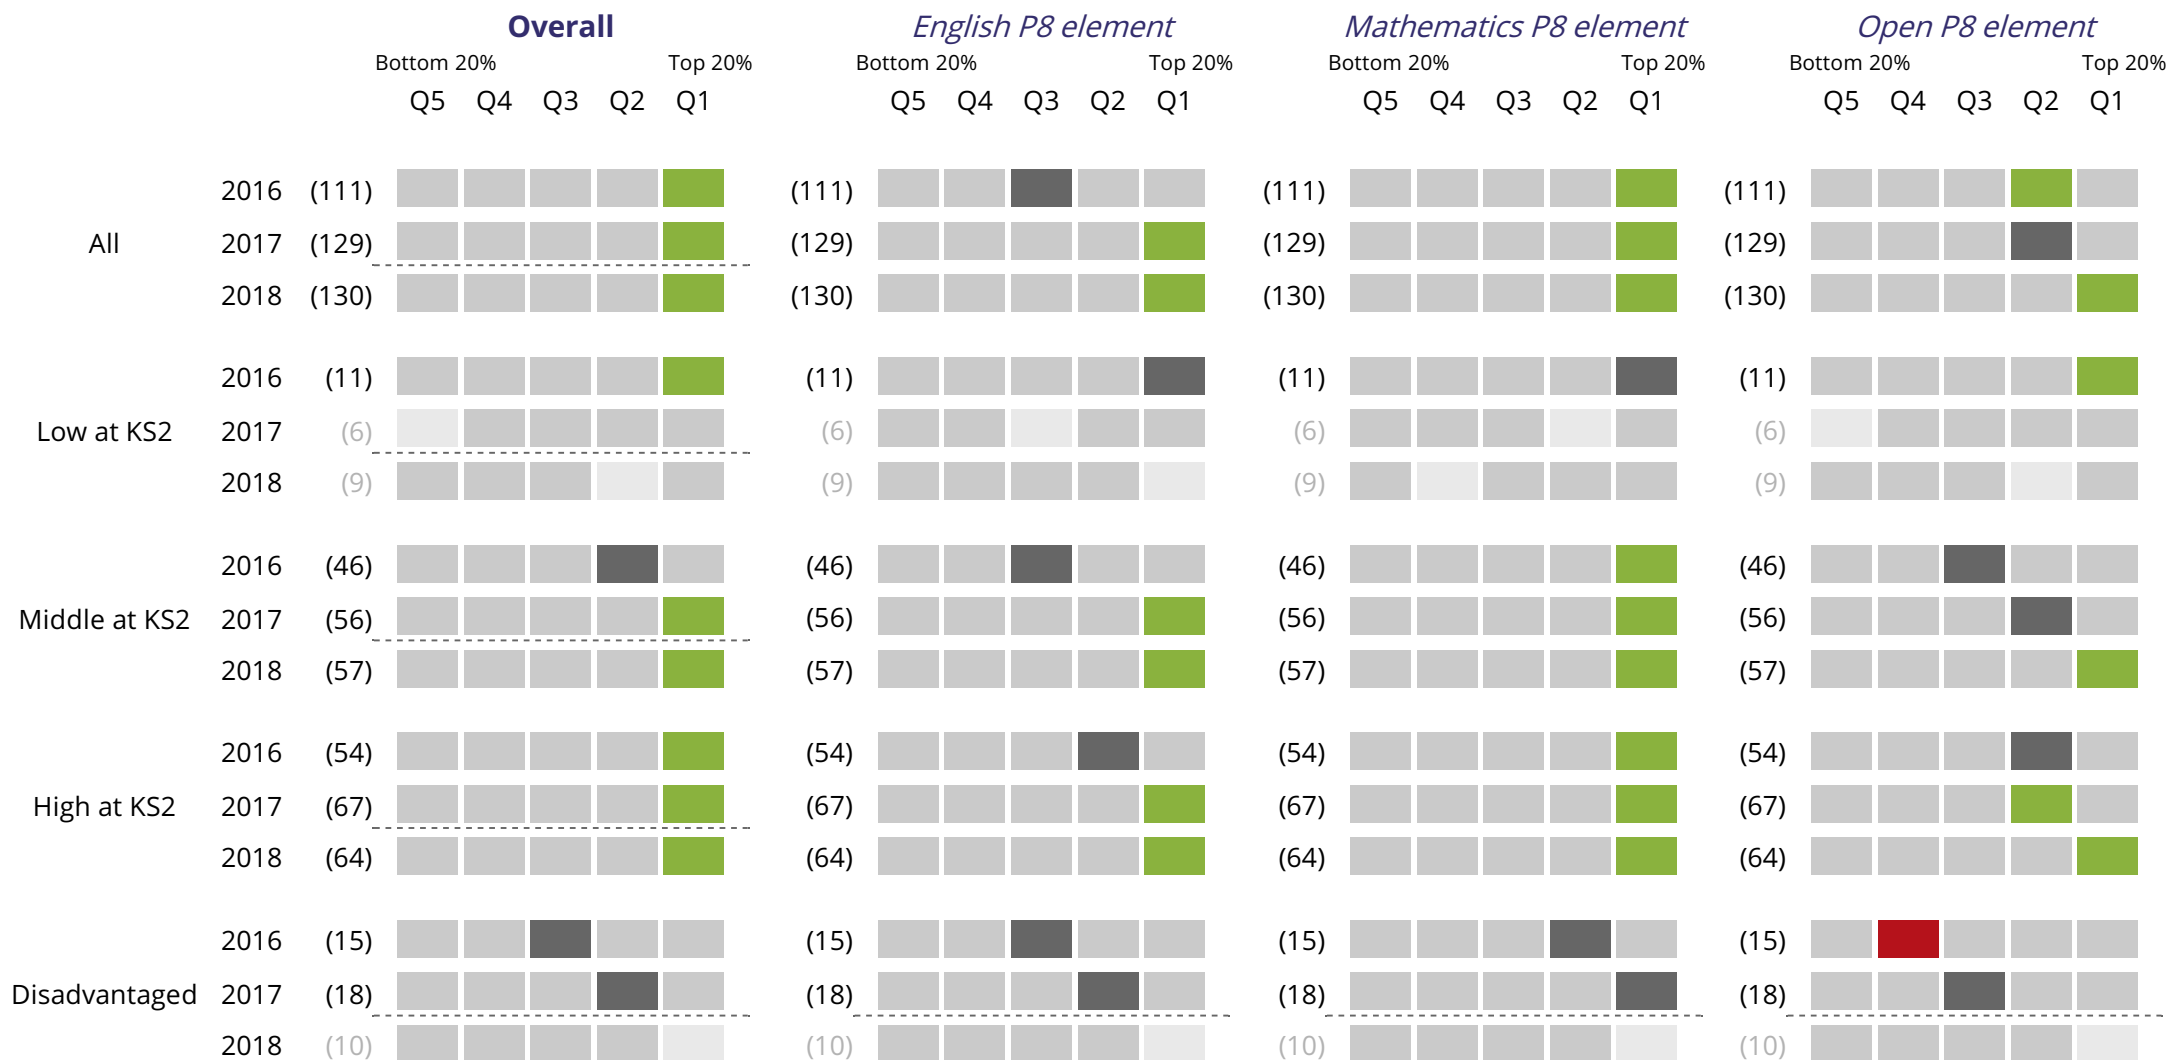 Overall English P8 element Mathematics P8 element Open P8 element
Bottom 20% Top 20% Bottom 20% Top 20% Bottom 20% Top 20% Bottom 20% Top 20%
Q5 Q4 Q3 Q2 Q1 Q5 Q4 Q3 Q2 Q1 Q5 Q4 Q3 Q2 Q1 Q5 Q4 Q3 Q2 Q1
2016 (111) (111) (111) (111)
All 2017 (129) (129) (129) (129)
2018 (130) (130) (130) (130)
2016 (11) (11) (11) (11)
Low at KS2 2017 (6) (6) (6) (6)
2018 (9) (9) (9) (9)
2016 (46) (46) (46) (46)
Middle at KS2 2017 (56) (56) (56) (56)
2018 (57) (57) (57) (57)
2016 (54) (54) (54) (54)
High at KS2 2017 (67) (67) (67) (67)
2018 (64) (64) (64) (64)
2016 (15) (15) (15) (15)
Disadvantaged 2017 (18) (18) (18) (18)
2018 (10) (10) (10) (10)